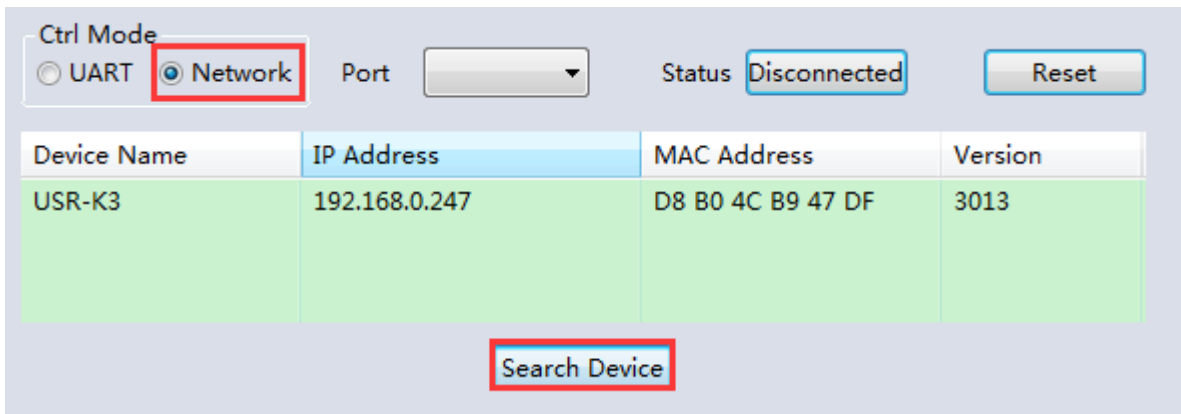 Ctrl Mode
UART Network Port Status Disconnected Reset
Device Name IP Address MAC Address Version
USR-K3 192.168.0.247 D8 B0 4C B9 47 DF 3013
Search Device